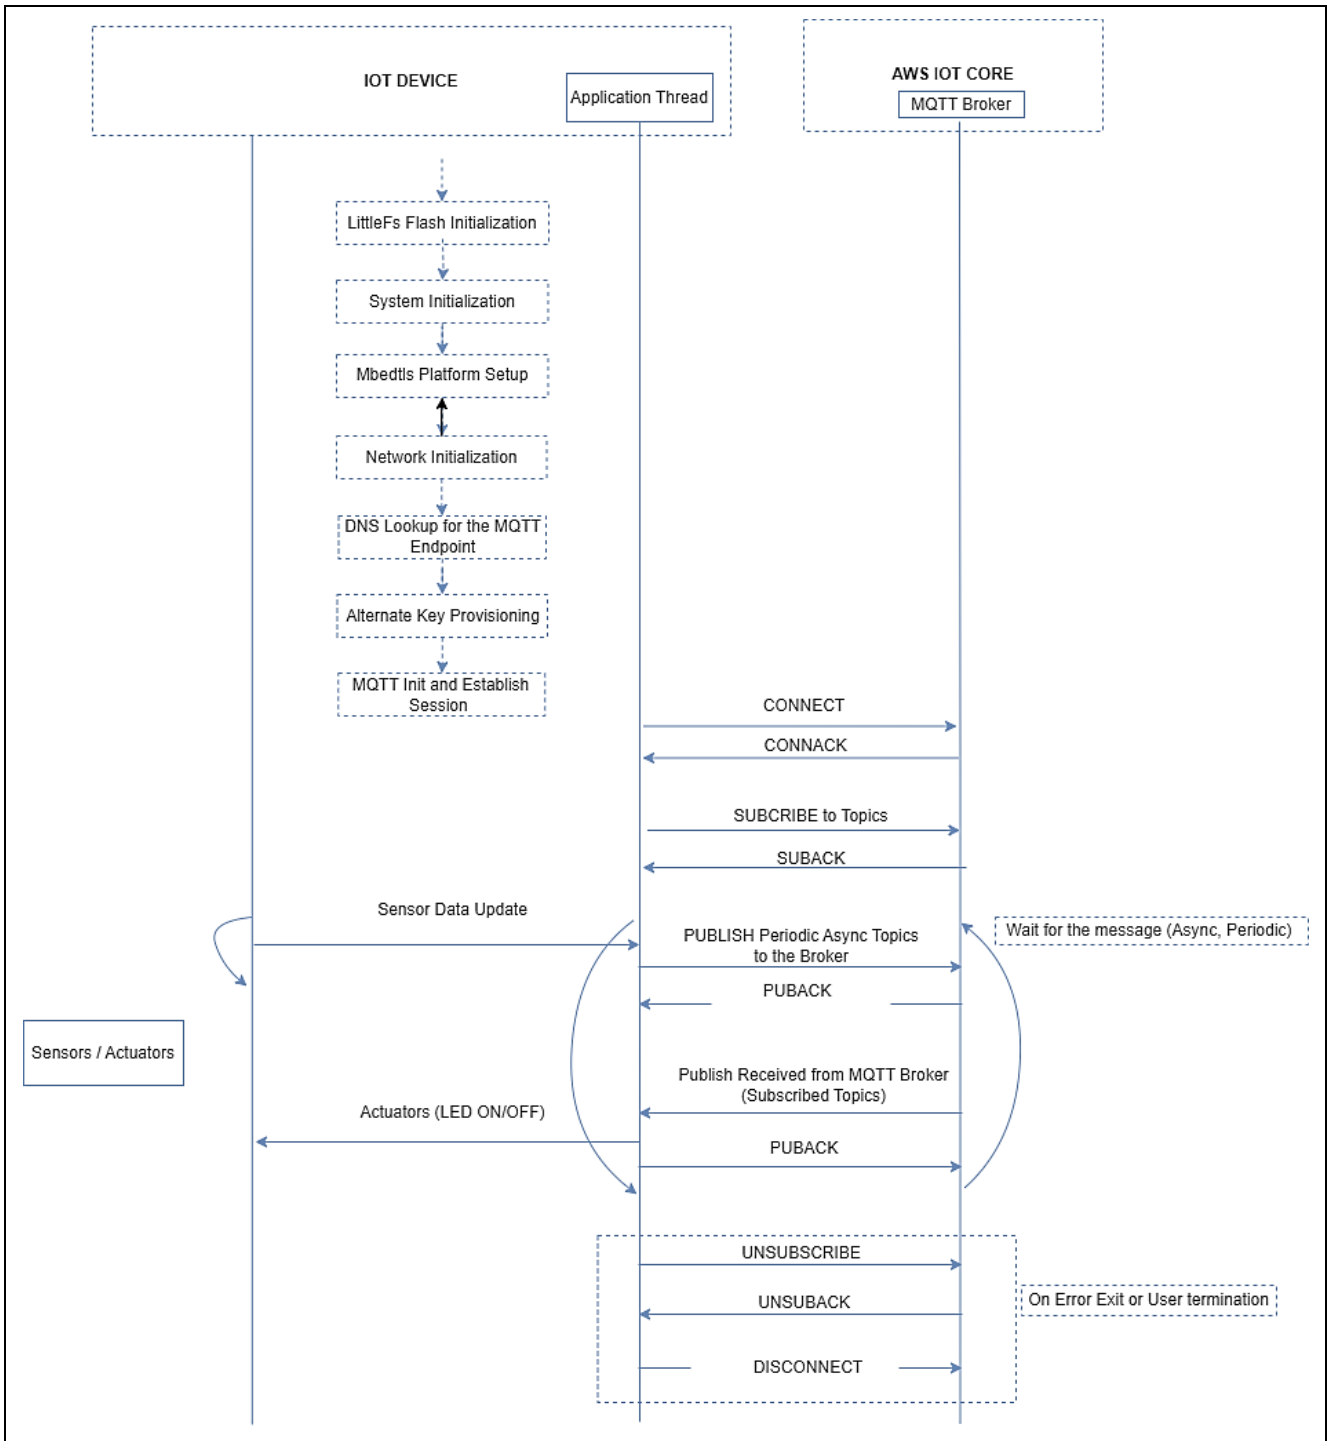 IOT DEVICE
Application Thread
AWS IOT CORE
MQTT Broker
LittleFs Flash Initialization
System Initialization
Mbedtls Platform Setup
Network Initialization
DNS Lookup for the MQTT
Endpoint
Alternate Key Provisioning
MQTT Init and Establish
Session
CONNECT
CONNACK
SUBCRIBE to Topics
SUBACK
Sensor Data Update
PUBLISH Periodic Async Topics
to the Broker
Wait for the message (Async, Periodic)
PUBACK
Sensors / Actuators
Publish Received from MQTT Broker
(Subscribed Topics)
Actuators (LED ON/OFF)
PUBACK
UNSUBSCRIBE
UNSUBACK
On Error Exit or User termination
DISCONNECT